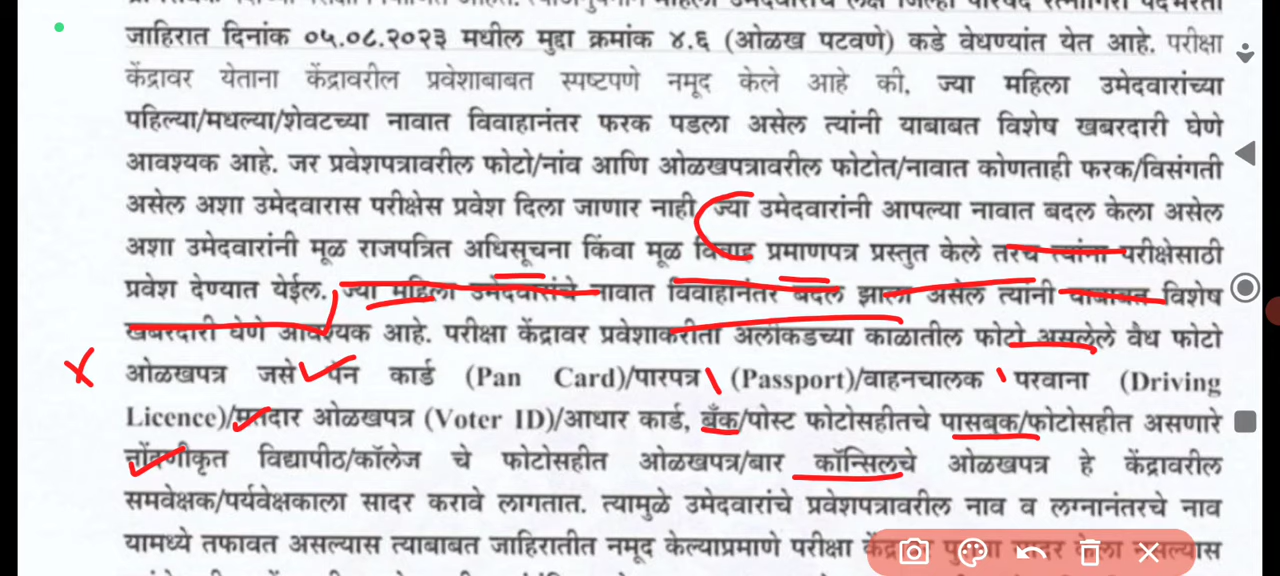 जाहिरात दिनांक ०५.०८.२०२३ मधील मुद्दा क्रमांक ४.६ (ओळख पटवणे) कडे वेधण्यांत येत आहे. परीक्षा
केंद्रावर येताना केंद्रावरील प्रवेशाबाबत स्पष्टपणे नमूद केले आहे की, ज्या महिला उमेदवारांच्या
पहिल्या/मधल्या/शेवटच्या नावात विवाहानंतर फरक पडला असेल त्यांनी याबाबत विशेष खबरदारी घेणे
आवश्यक आहे. जर प्रवेशपत्रावरील फोटो/नांव आणि ओळखपत्रावरील फोटोत/नावात कोणताही फरक/विसंगती
असेल अशा उमेदवारास परीक्षेस प्रवेश दिला जाणार नाही ज्या उमेदवारांनी आपल्या नावात बदल केला असेल
अशा उमेदवारांनी मूळ राजपत्रित अधिसूचना किंवा मूळ विवाह प्रमाणपत्र प्रस्तुत केले तरच त्यांना परीक्षेसाठी
प्रवेश देण्यात येईल. ज्या महिला उमेदवारांचे नावात विवाहानंतर बदल झाला असेल त्यांनी याबाबत विशेष
खबरदारी घेणे आवश्यक आहे. परीक्षा केंद्रावर प्रवेशाकरीता अलीकडच्या काळातील फोटो असलेले वैध फोटो
ओळखपत्र जसे पॅन कार्ड (Pan Card)/पारपत्र (Passport)/वाहनचालक परवाना (Driving
Licence)/मतदार ओळखपत्र (Voter ID)/आधार कार्ड, बँक/पोस्ट फोटोसहीतचे पासबुक/फोटोसहीत असणारे
नोंदणीकृत विद्यापीठ/कॉलेज चे फोटोसहीत ओळखपत्र/बार कॉन्सिलचे ओळखपत्र हे केंद्रावरील
समवेक्षक/पर्यवेक्षकाला सादर करावे लागतात. त्यामुळे उमेदवारांचे प्रवेशपत्रावरील नाव व लग्नानंतरचे नाव
यामध्ये तफावत असल्यास त्याबाबत जाहिरातीत नमूद केल्याप्रमाणे परीक्षा